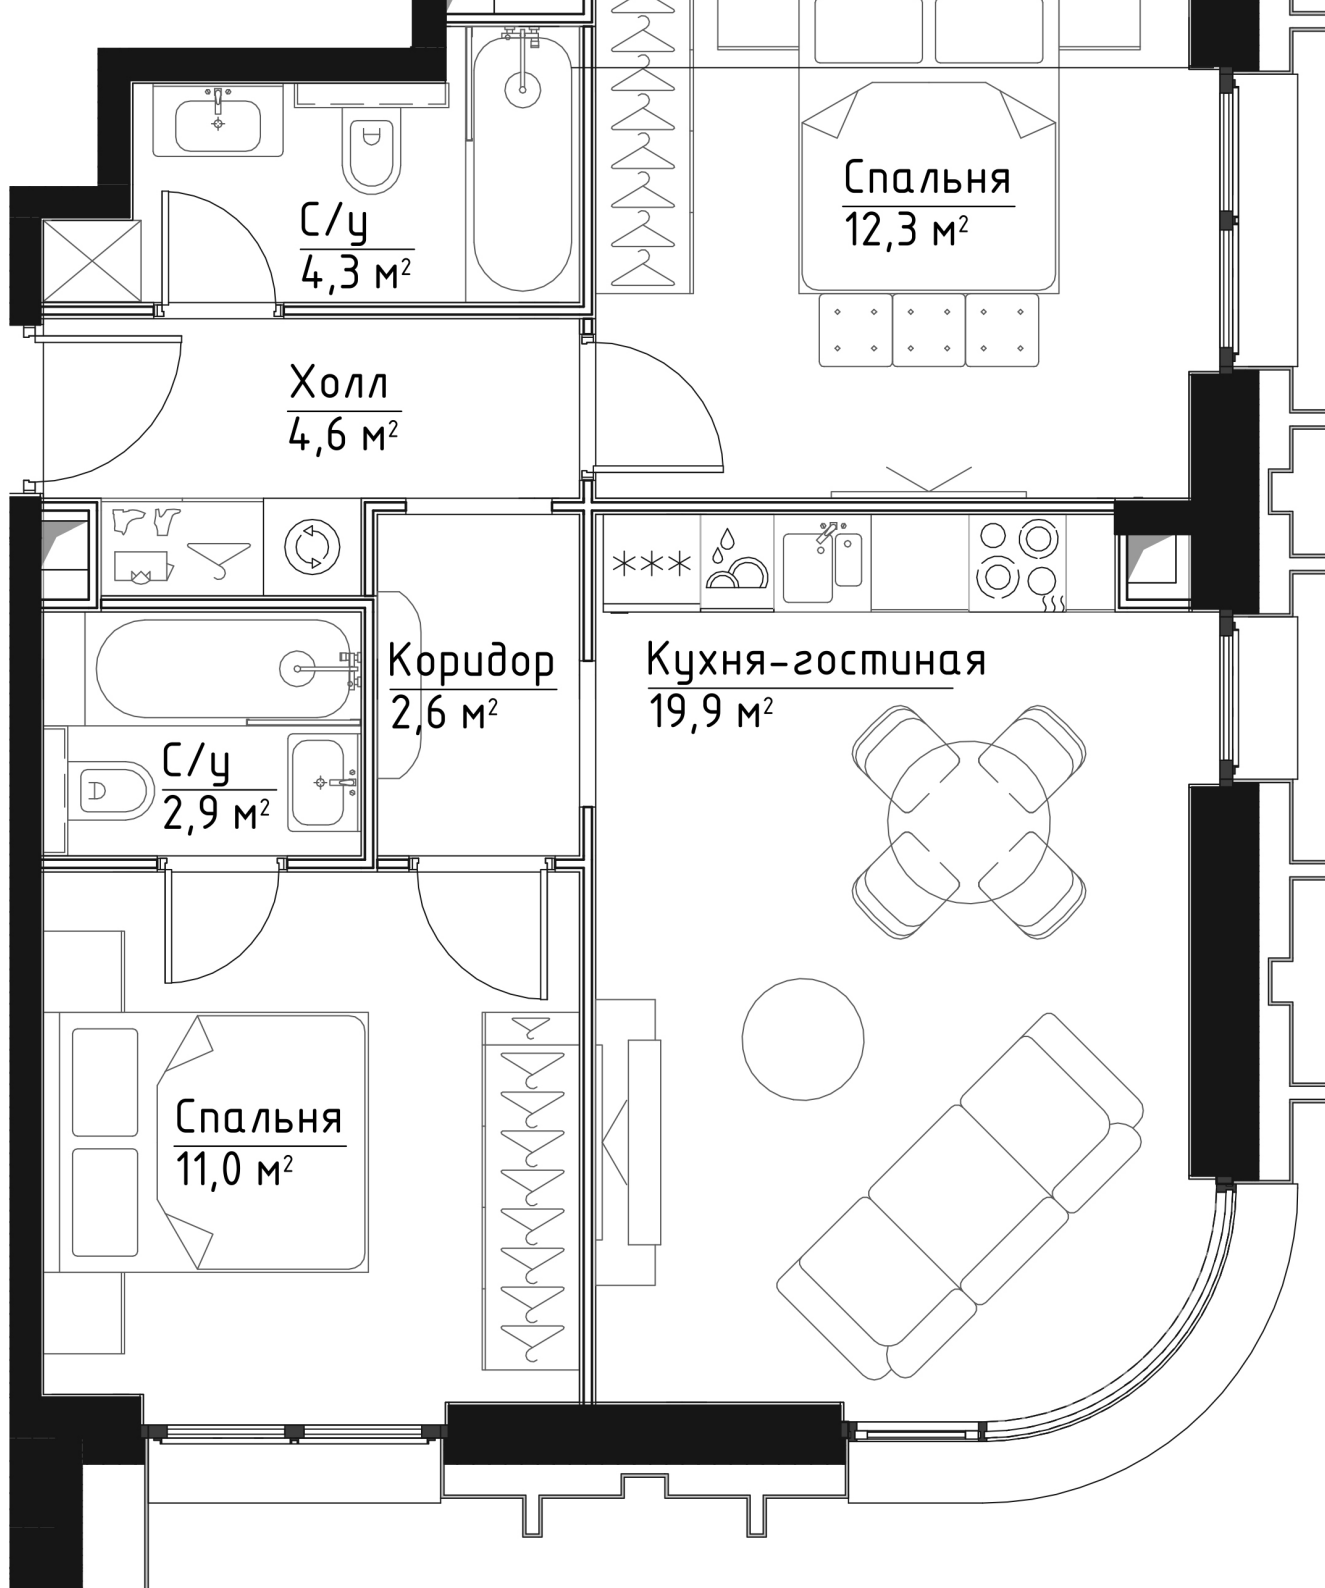 Спальня
12,3 м²
С/у
4,3 м²
Холл
4,6 м²
Коридор
2,6 м²
Кухня-гостиная
19,9 м²
С/у
2,9 м²
Спальня
11,0 м²